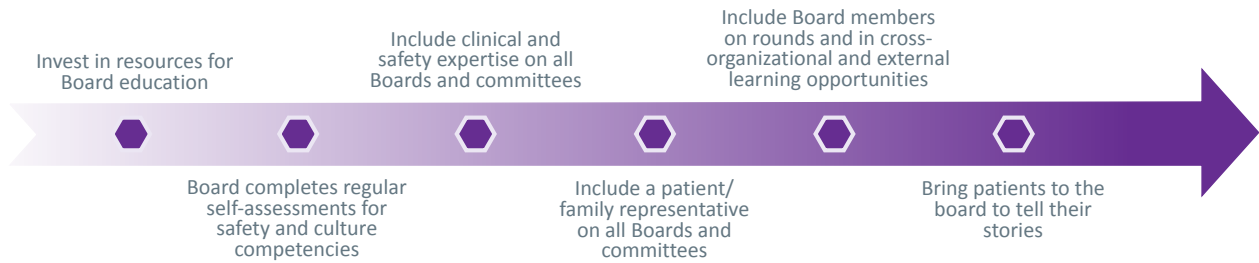 Invest in resources for
Board education
Board completes regular
self-assessments for
safety and culture
competencies
Include clinical and
safety expertise on all
Boards and committees
Include a patient/
family representative
on all Boards and
committees
Include Board members
on rounds and in cross-
organizational and external
learning opportunities
Bring patients to the
board to tell their
stories